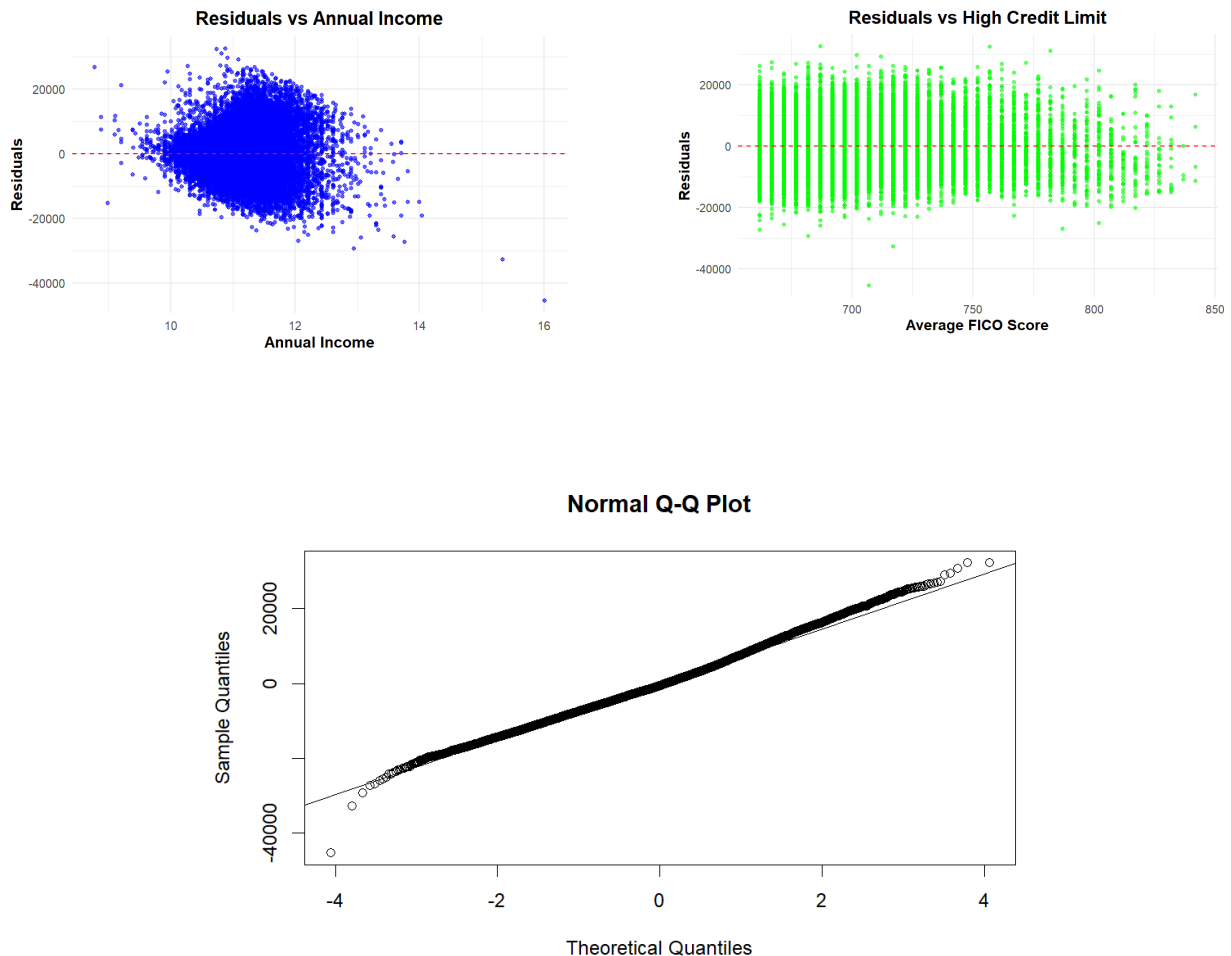 Residuals vs Annual Income
Residuals
20000
0
-20000
-40000
10
12
14
16
Annual Income
Residuals vs High Credit Limit
Residuals
20000
0
-20000
-40000
700
750
800
850
Average FICO Score
Normal Q-Q Plot
Sample Quantiles
20000
0
-40000
-4
-2
0
2
4
Theoretical Quantiles